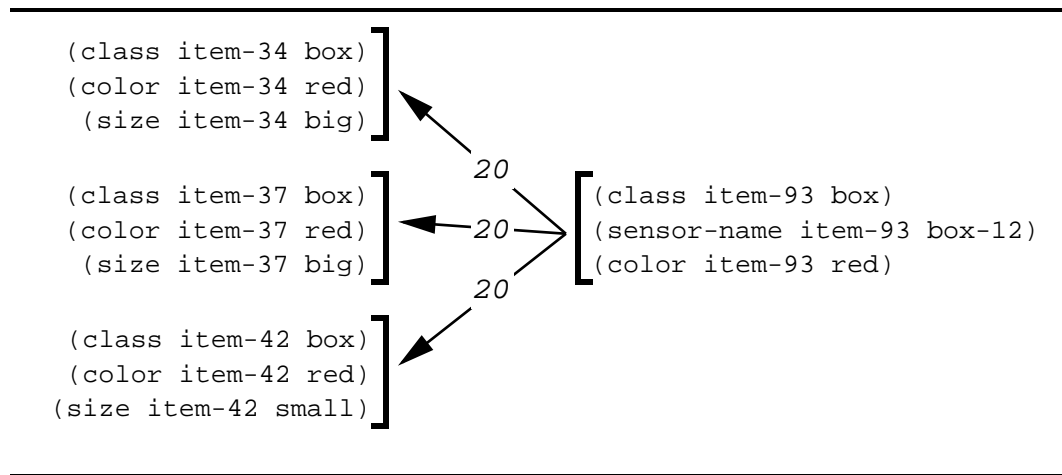 (class item-34 box)
(color item-34 red)
(size item-34 big)
20
(class item-37 box)
(color item-37 red)
(size item-37 big)
20
(class item-93 box)
(sensor-name item-93 box-12)
(color item-93 red)
20
(class item-42 box)
(color item-42 red)
(size item-42 small)